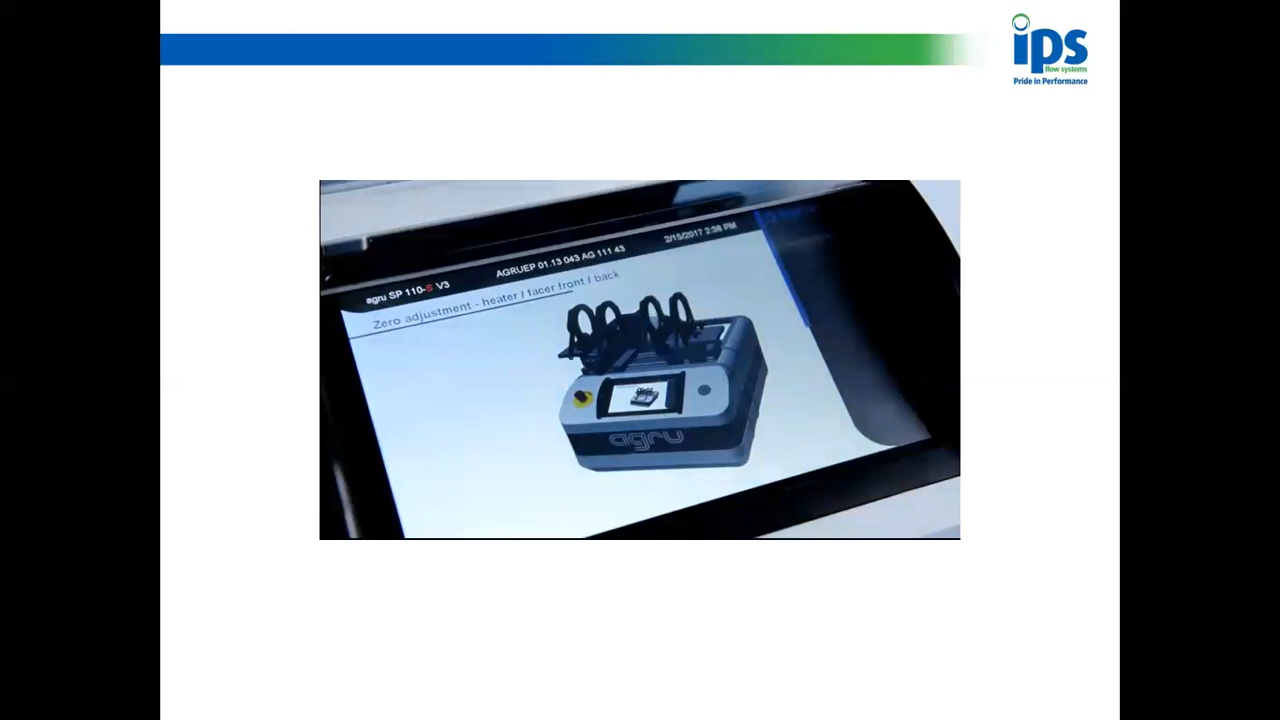 ips
flow systems
Pride in Performance
agru SP 110-S V3
AGRUEP 01.13 043 AG 111 43
2/15/2017 2:38 PM
Zero adjustment - heater / facer front / back
agru